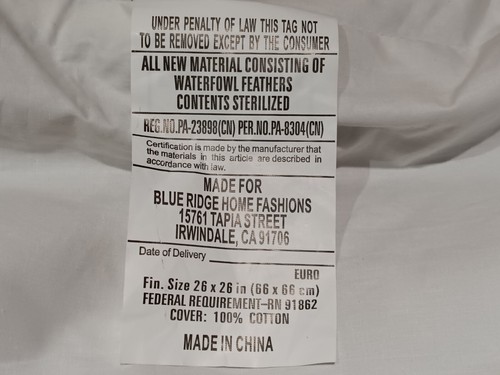 UNDER PENALTY OF LAW THIS TAG NOT
TO BE REMOVED EXCEPT BY THE CONSUMER
ALL NEW MATERIAL CONSISTING OF
WATERFOWL FEATHERS
CONTENTS STERILIZED
REG.NO.PA-23898(CN) PER.NO.PA-8304(CN)
Certification is made by the manufacturer that
the materials in this article are described in
accordance with law.
MADE FOR
BLUE RIDGE HOME FASHIONS
15761 TAPIA STREET
IRWINDALE, CA 91706
Date of Delivery
EURO
Fin. Size 26 x 26 in (66 x 66 cm)
FEDERAL REQUIREMENT-RN 91862
COVER: 100% COTTON
MADE IN CHINA